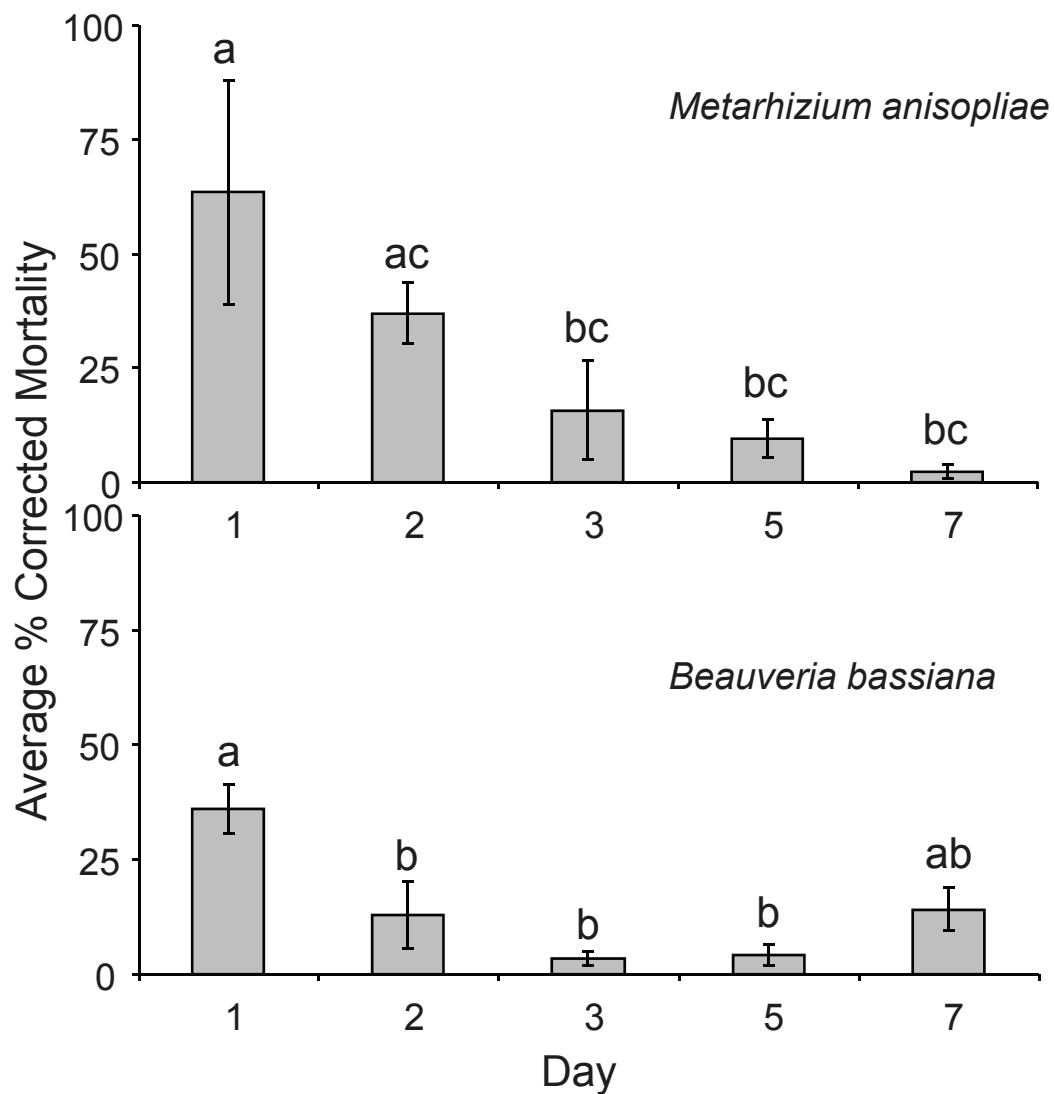 Average % Corrected Mortality
100
75
50
25
0
a
ac
bc
bc
bc
Metarhizium anisopliae
1 2 3 5 7
100
75
50
25
0
a
b
b
b
ab
Beauveria bassiana
1 2 3 5 7
Day